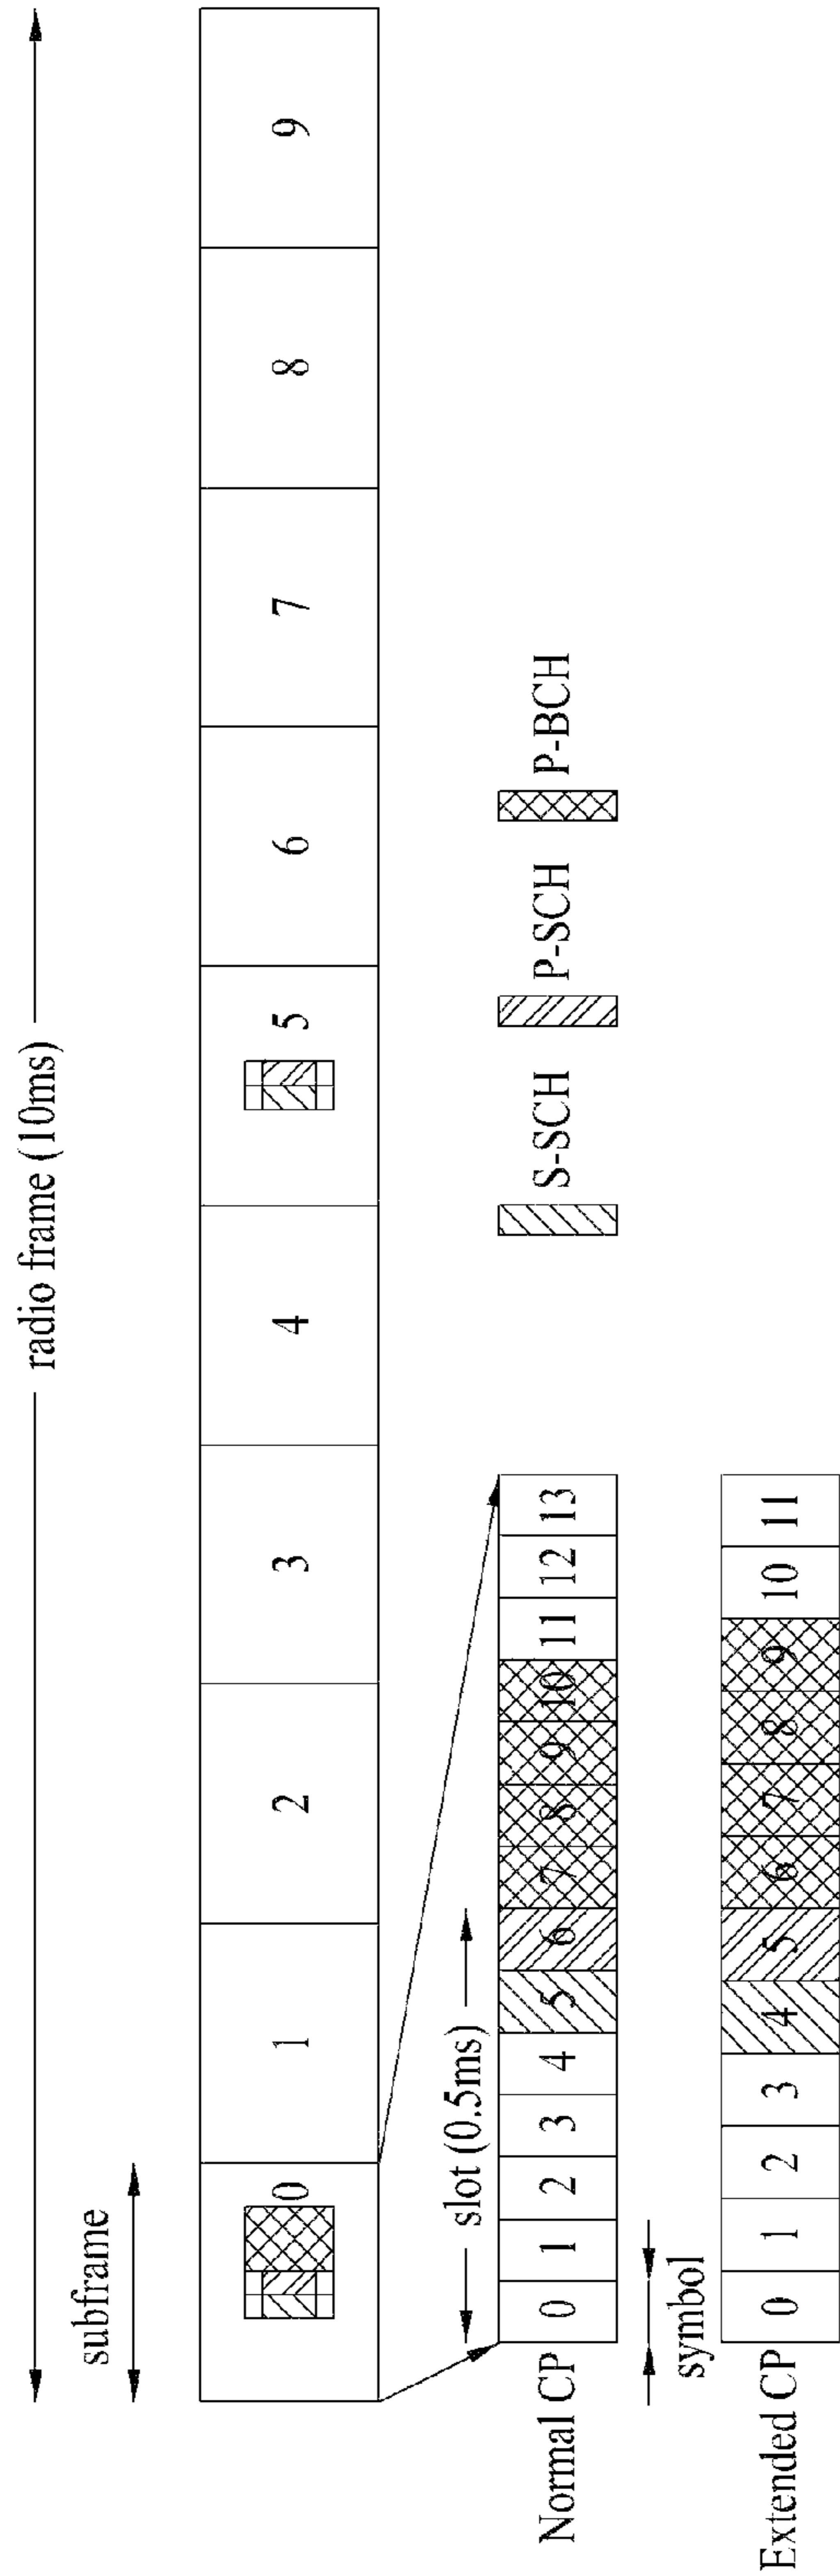 radio frame (10ms)
subframe
0 1 2 3 4 5 6 7 8 9
slot (0.5ms)
Normal CP 0 1 2 3 4 5 6 7 8 9 10 11 12 13
S-SCH P-SCH P-BCH
symbol
Extended CP 0 1 2 3 4 5 6 7 8 9 10 11